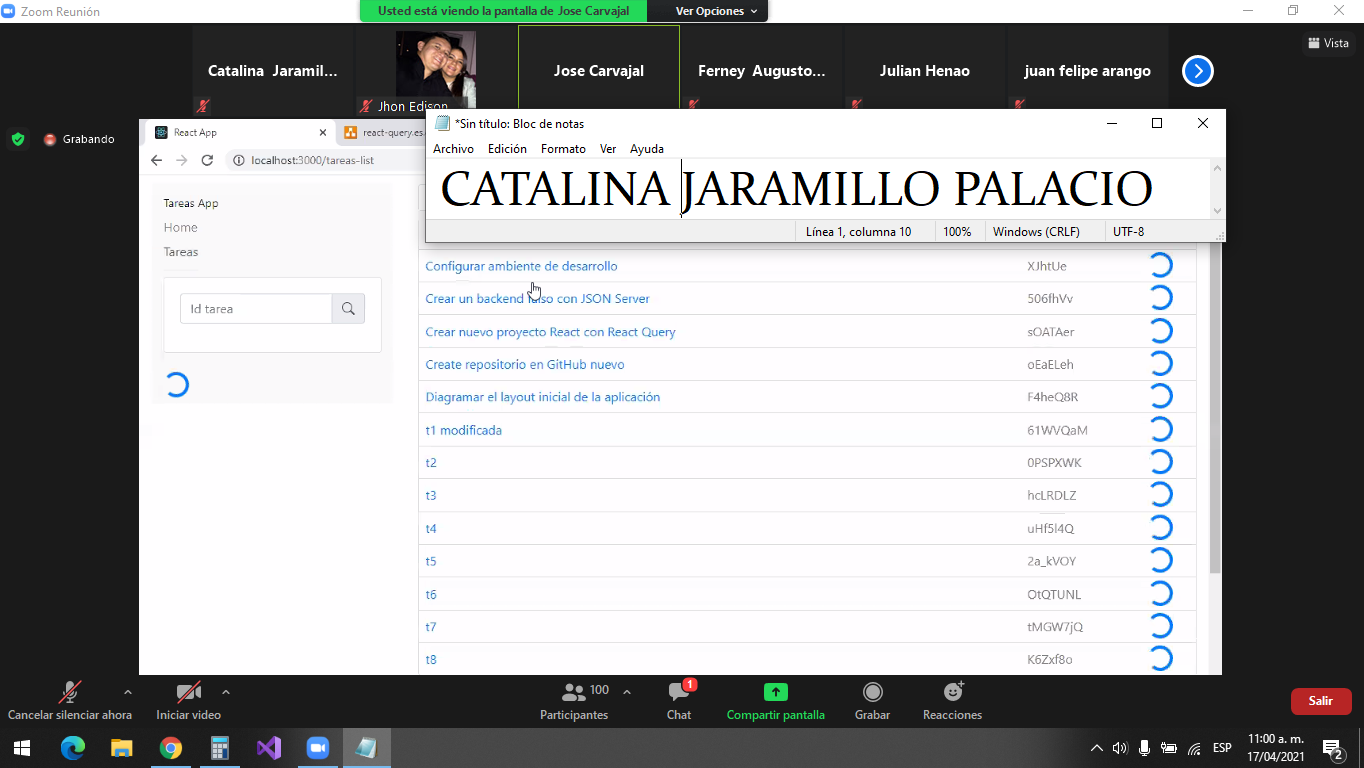 Zoom Reunión
Usted está viendo la pantalla de Jose Carvajal
Ver Opciones
Vista
Catalina Jaramil...
Jhon Edison
Jose Carvajal
Ferney Augusto...
Julian Henao
juan felipe arango
Grabando
React App
react-query.es
localhost:3000/tareas-list
*Sin título: Bloc de notas
Archivo Edición Formato Ver Ayuda
CATALINA JARAMILLO PALACIO
Línea 1, columna 10 100% Windows (CRLF) UTF-8
Tareas App
Home
Tareas
Id tarea
Configurar ambiente de desarrollo XJhtUe
Crear un backend falso con JSON Server 506fhVv
Crear nuevo proyecto React con React Query sOATAer
Create repositorio en GitHub nuevo oEaELeh
Diagramar el layout inicial de la aplicación F4heQ8R
t1 modificada 61WVQaM
t2 0PSPXWK
t3 hcLRDLZ
t4 uHf5l4Q
t5 2a_kVOY
t6 OtQTUNL
t7 tMGW7jQ
t8 K6Zxf8o
Cancelar silenciar ahora
Iniciar video
100
Participantes
1
Chat
Compartir pantalla
Grabar
Reacciones
Salir
ESP
11:00 a. m.
17/04/2021
2